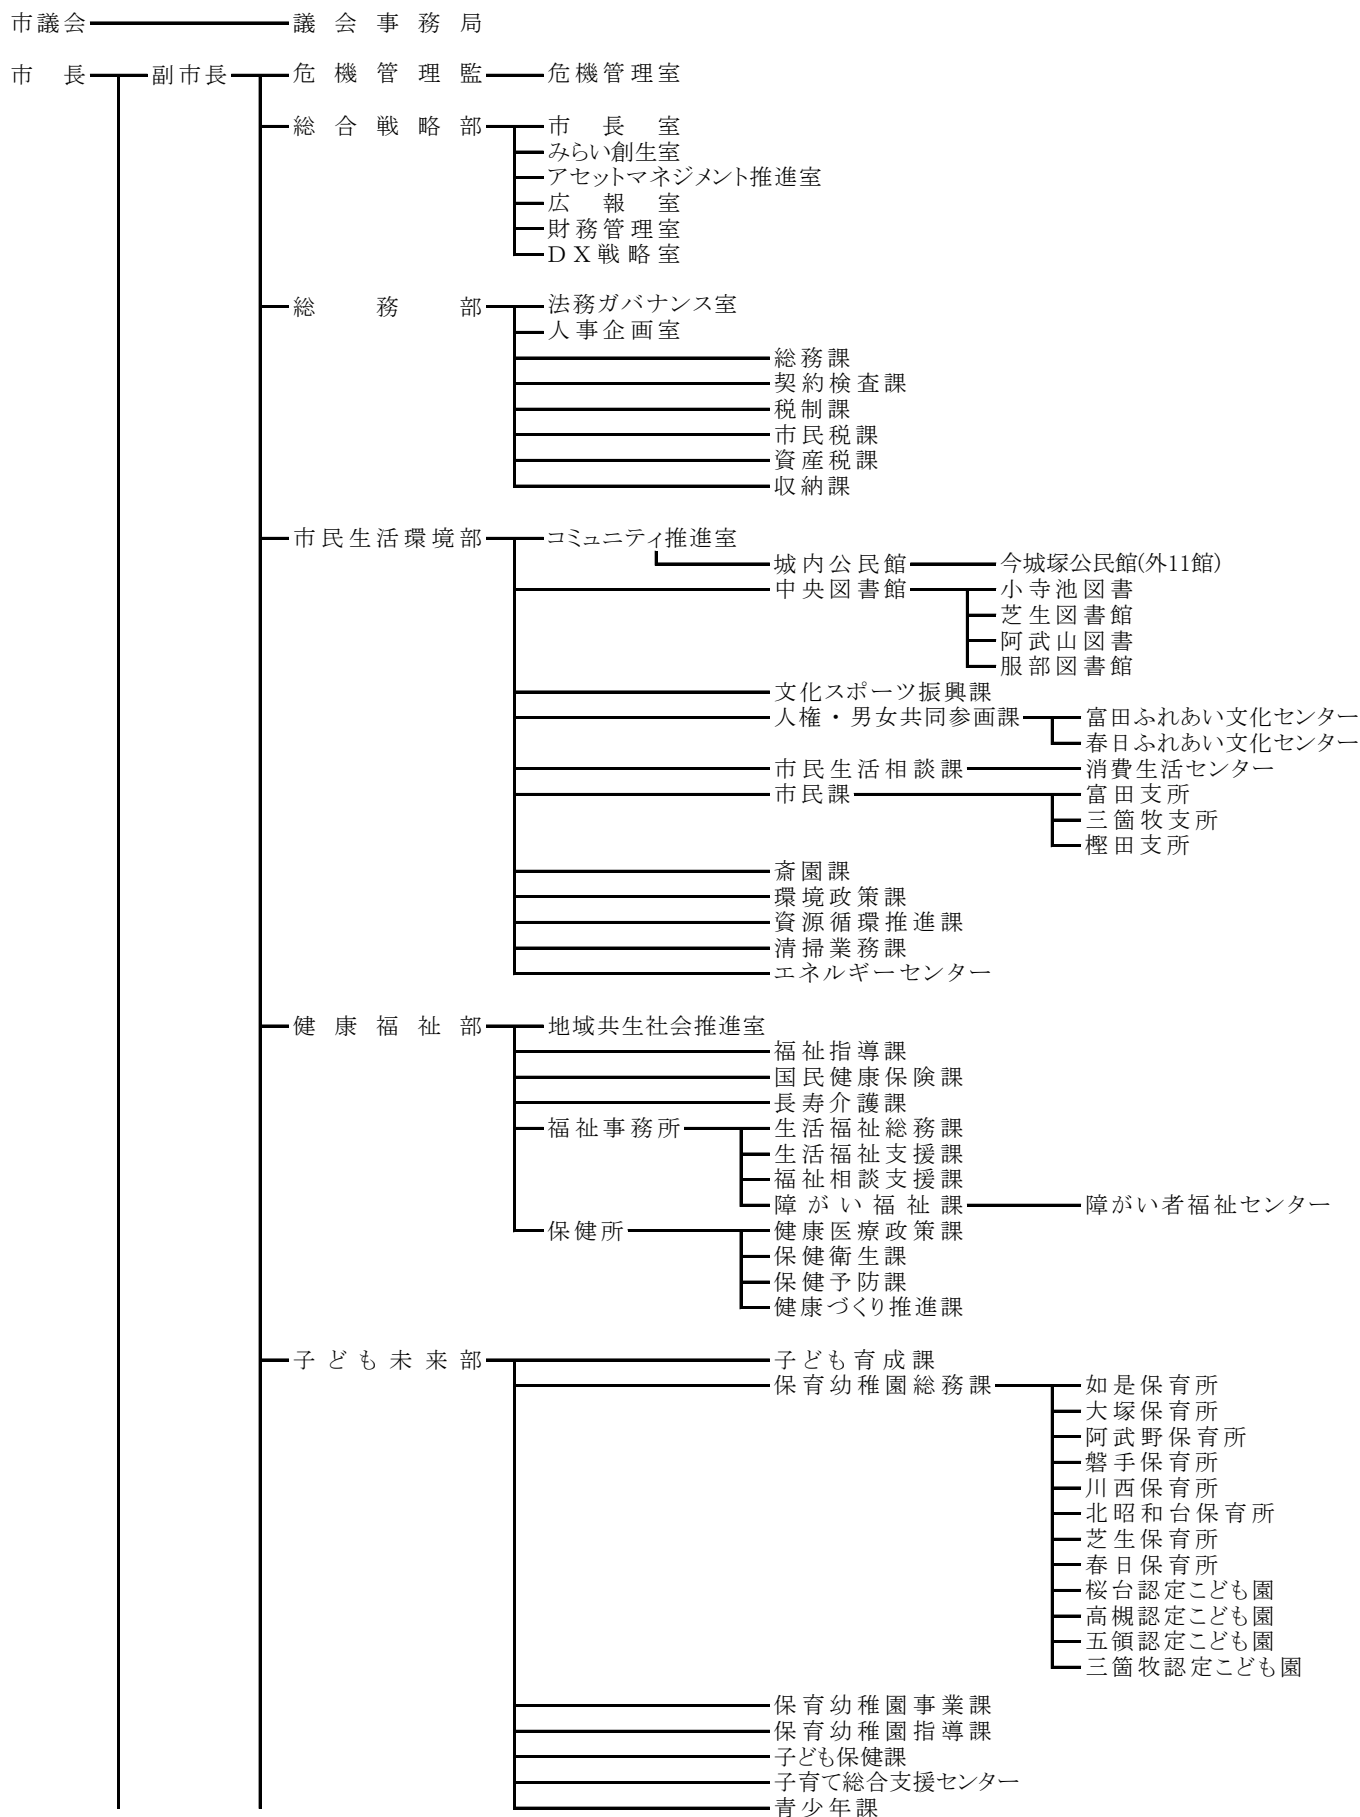 市議会 議会事務局
市長 副市長 危機管理監 危機管理室
総合戦略部 市長室
みらい創生室
アセットマネジメント推進室
広報室
財務管理室
DX戦略室
総務部 法務ガバナンス室
人事企画室
総務課
契約検査課
税制課
市民税課
資産税課
収納課
市民生活環境部 コミュニティ推進室
城内公民館 今城塚公民館(外11館)
中央図書館 小寺池図書
芝生図書館
阿武山図書
服部図書館
文化スポーツ振興課
人権・男女共同参画課 富田ふれあい文化センター
春日ふれあい文化センター
市民生活相談課 消費生活センター
市民課 富田支所
三箇牧支所
樫田支所
斎園課
環境政策課
資源循環推進課
清掃業務課
エネルギーセンター
健康福祉部 地域共生社会推進室
福祉指導課
国民健康保険課
長寿介護課
福祉事務所 生活福祉総務課
生活福祉支援課
福祉相談支援課
障がい福祉課 障がい者福祉センター
保健所 健康医療政策課
保健衛生課
保健予防課
健康づくり推進課
子ども未来部 子ども育成課
保育幼稚園総務課 如是保育所
大塚保育所
阿武野保育所
磐手保育所
川西保育所
北昭和台保育所
芝生保育所
春日保育所
桜台認定こども園
高槻認定こども園
五領認定こども園
三箇牧認定こども園
保育幼稚園事業課
保育幼稚園指導課
子ども保健課
子育て総合支援センター
青少年課